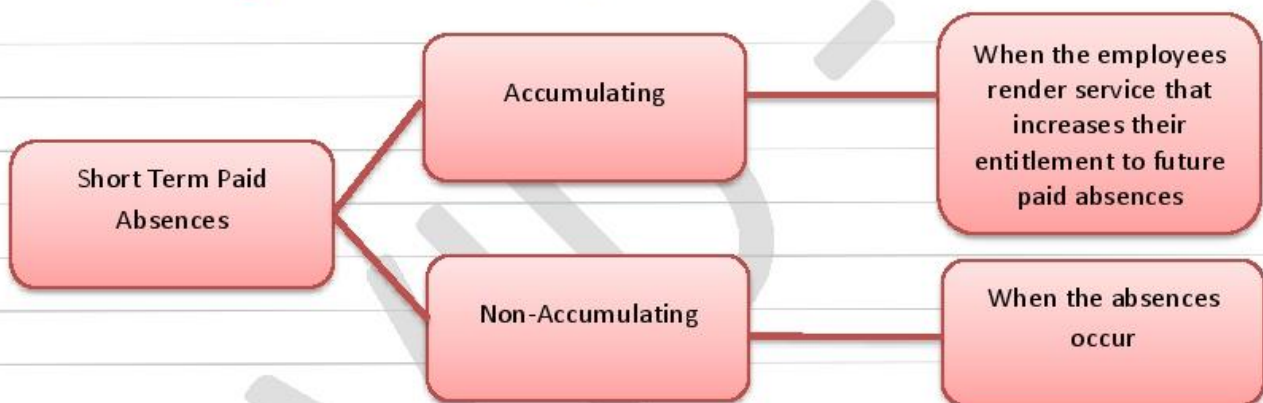 Short Term Paid
Absences
Accumulating
When the employees
render service that
increases their
entitlement to future
paid absences
Non-Accumulating
When the absences
occur